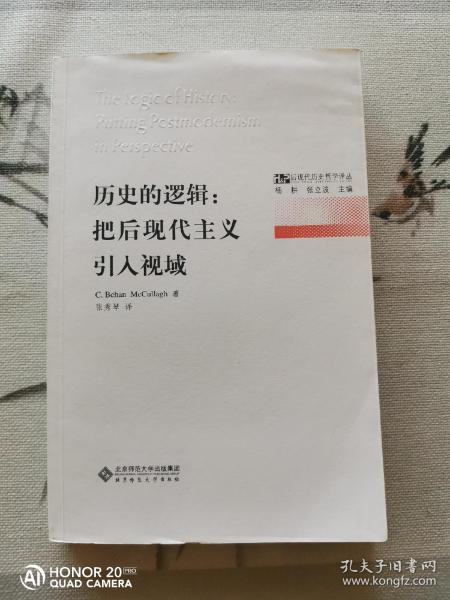 The Logic of History:
Putting Postmodernism
in Perspective
后现代历史哲学译丛
杨 耕 张立波 主编
历史的逻辑：
把后现代主义
引入视域
C. Behan McCullagh 著
张秀琴 译
北京师范大学出版集团
北京师范大学出版社
AI HONOR 20 PRO
QUAD CAMERA
孔夫子旧书网
www.kongfz.com